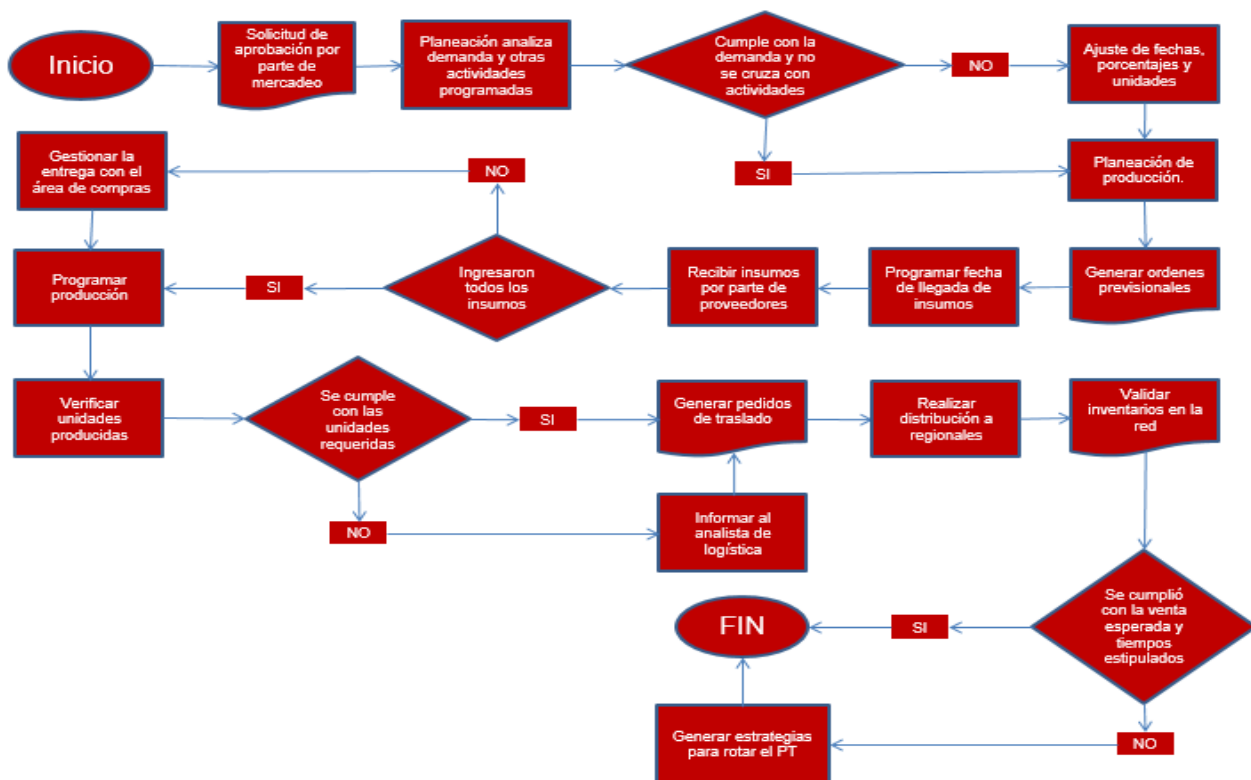 Inicio
Solicitud de
aprobación por
parte de
mercadeo
Planeación analiza
demanda y otras
actividades
programadas
Cumple con la
demanda y no
se cruza con
actividades
NO
Ajuste de fechas,
porcentajes y
unidades
SI
Planeación de
producción.
Generar ordenes
previsionales
Programar fecha
de llegada de
insumos
Recibir insumos
por parte de
proveedores
Ingresaron
todos los
insumos
NO
Gestionar la
entrega con el
área de compras
SI
Programar
producción
Verificar
unidades
producidas
Se cumple
con las
unidades
requeridas
SI
NO
Informar al
analista de
logística
Generar pedidos
de traslado
Realizar
distribución a
regionales
Validar
inventarios en la
red
Se cumplió
con la venta
esperada y
tiempos
estipulados
SI
FIN
NO
Generar estrategias
para rotar el PT